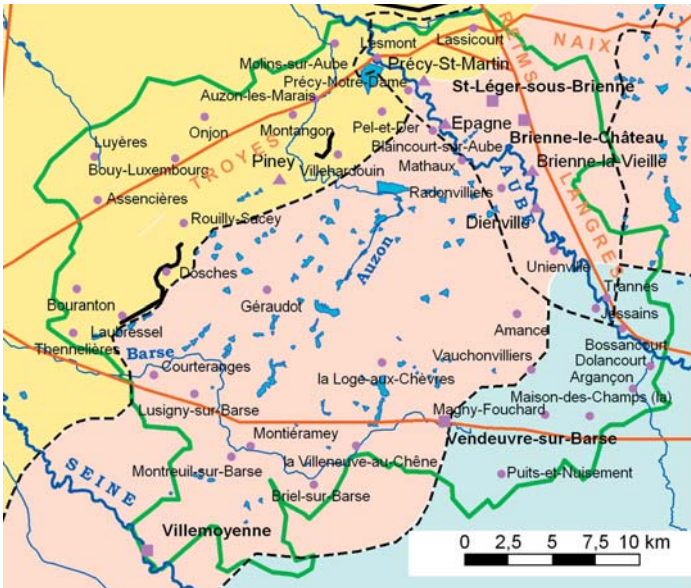 Lesmont
Lassicourt
REIMS
NAIX
Molins-sur-Aube
Précy-St-Martin
Précy-Notre-Dame
St-Léger-sous-Brienne
Auzon-les-Marais
Onjon
Montangon
Pel-et-Der
Epagne
Brienne-le-Château
Luyères
Blaincourt-sur-Aube
Bouy-Luxembourg
TROYES
Piney
Villehardouin
Mathaux
Brienne-la-Vieille
AUBE
LANGRES
Assencières
Radonvilliers
Rouilly-Sacey
Dienville
Auzon
Unienville
Dosches
Trannes
Bouranton
Géraudot
Jessains
Laubressel
Amance
Thennelières
Bossancourt
Barse
Vauchonvilliers
Dolancourt
Courteranges
Argançon
la Loge-aux-Chèvres
Maison-des-Champs (la)
Lusigny-sur-Barse
Magny-Fouchard
Montiéramey
Vendeuvre-sur-Barse
SEINE
Montreuil-sur-Barse
la Villeneuve-au-Chêne
Puits-et-Nuisement
Briel-sur-Barse
Villemoyenne
0 2,5 5 7,5 10 km